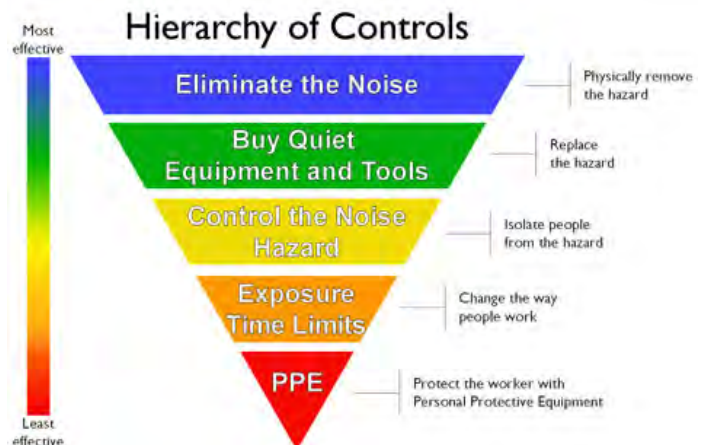 Hierarchy of Controls
Most
effective
Eliminate the Noise
Physically remove
the hazard
Buy Quiet
Equipment and Tools
Replace
the hazard
Control the Noise
Hazard
Isolate people
from the hazard
Exposure
Time Limits
Change the way
people work
PPE
Protect the worker with
Personal Protective Equipment
Least
effective